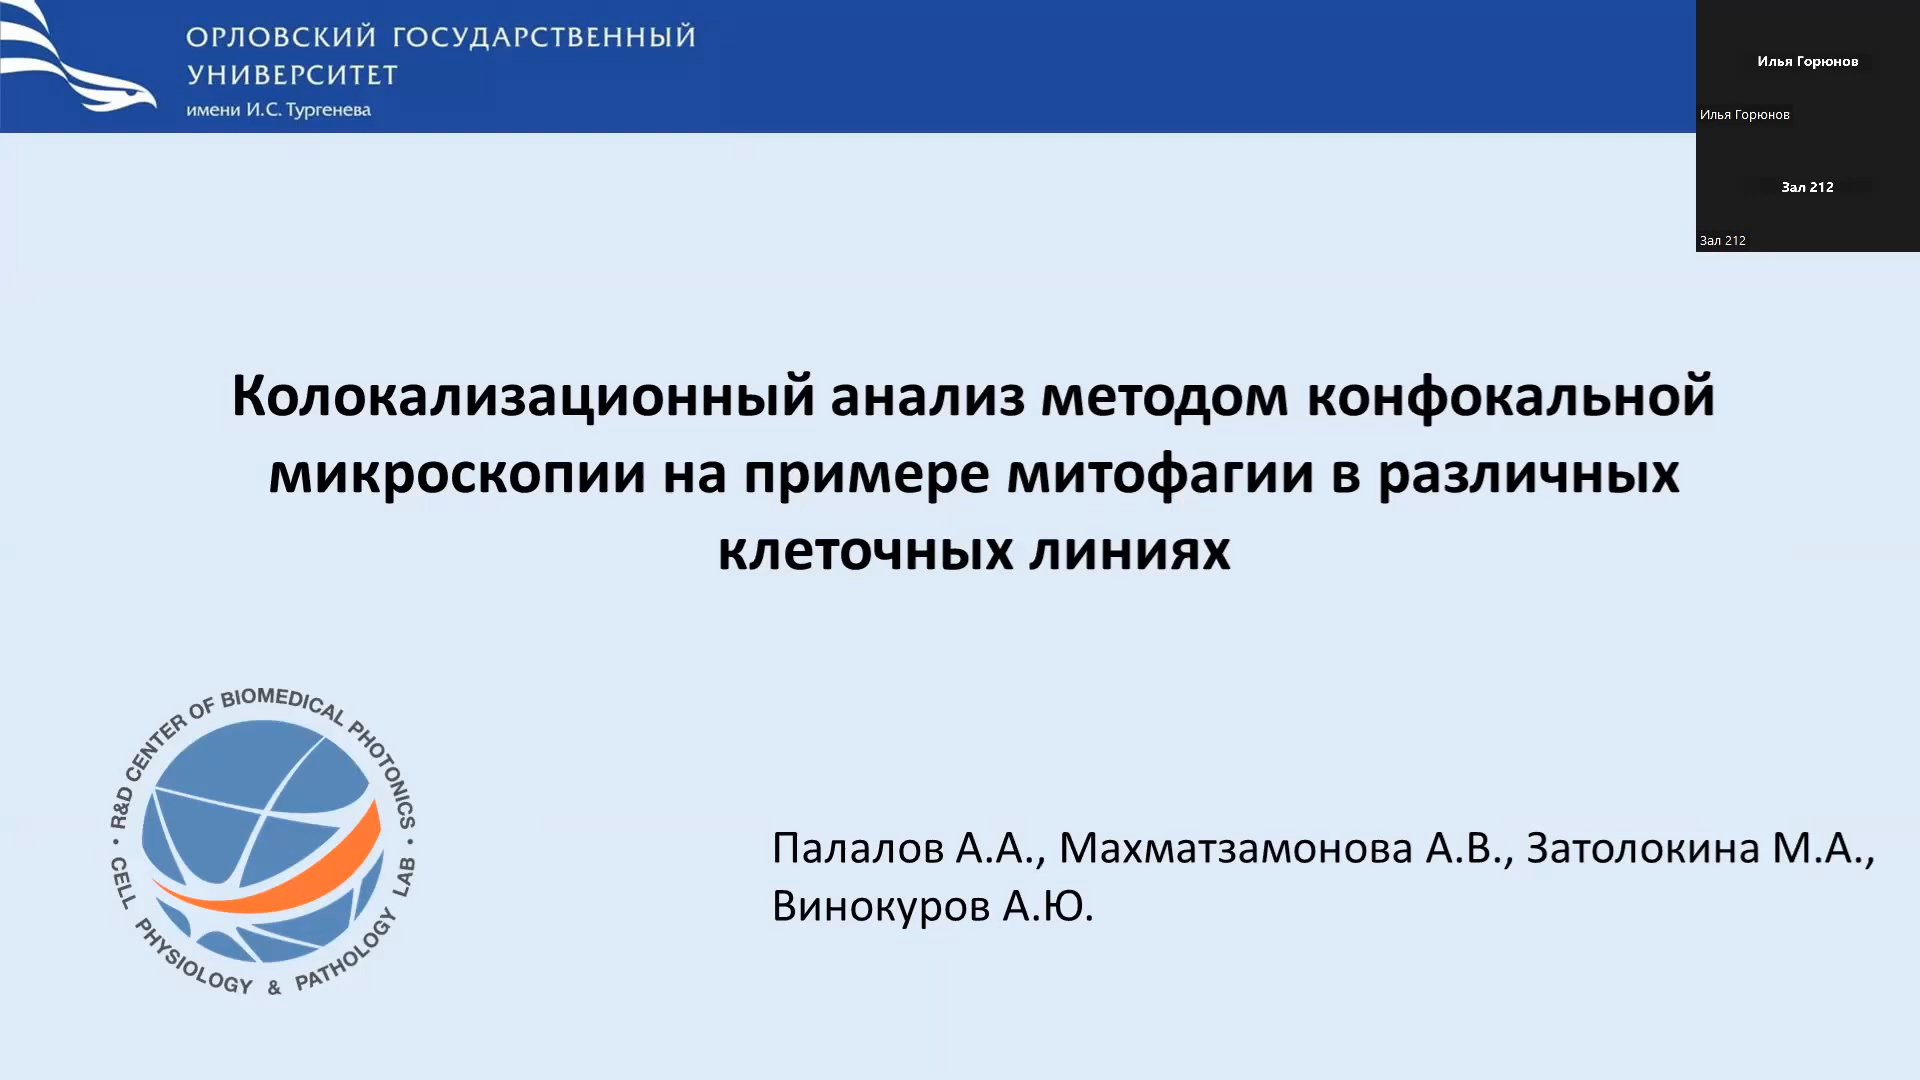 ОРЛОВСКИЙ ГОСУДАРСТВЕННЫЙ
УНИВЕРСИТЕТ
имени И.С. Тургенева
Илья Горюнов
Илья Горюнов
Зал 212
Зал 212
Колокализационный анализ методом конфокальной
микроскопии на примере митофагии в различных
клеточных линиях
R&D CENTER OF BIOMEDICAL PHOTONICS
CELL PHYSIOLOGY & PATHOLOGY LAB
Палалов А.А., Махматзамонова А.В., Затолокина М.А.,
Винокуров А.Ю.